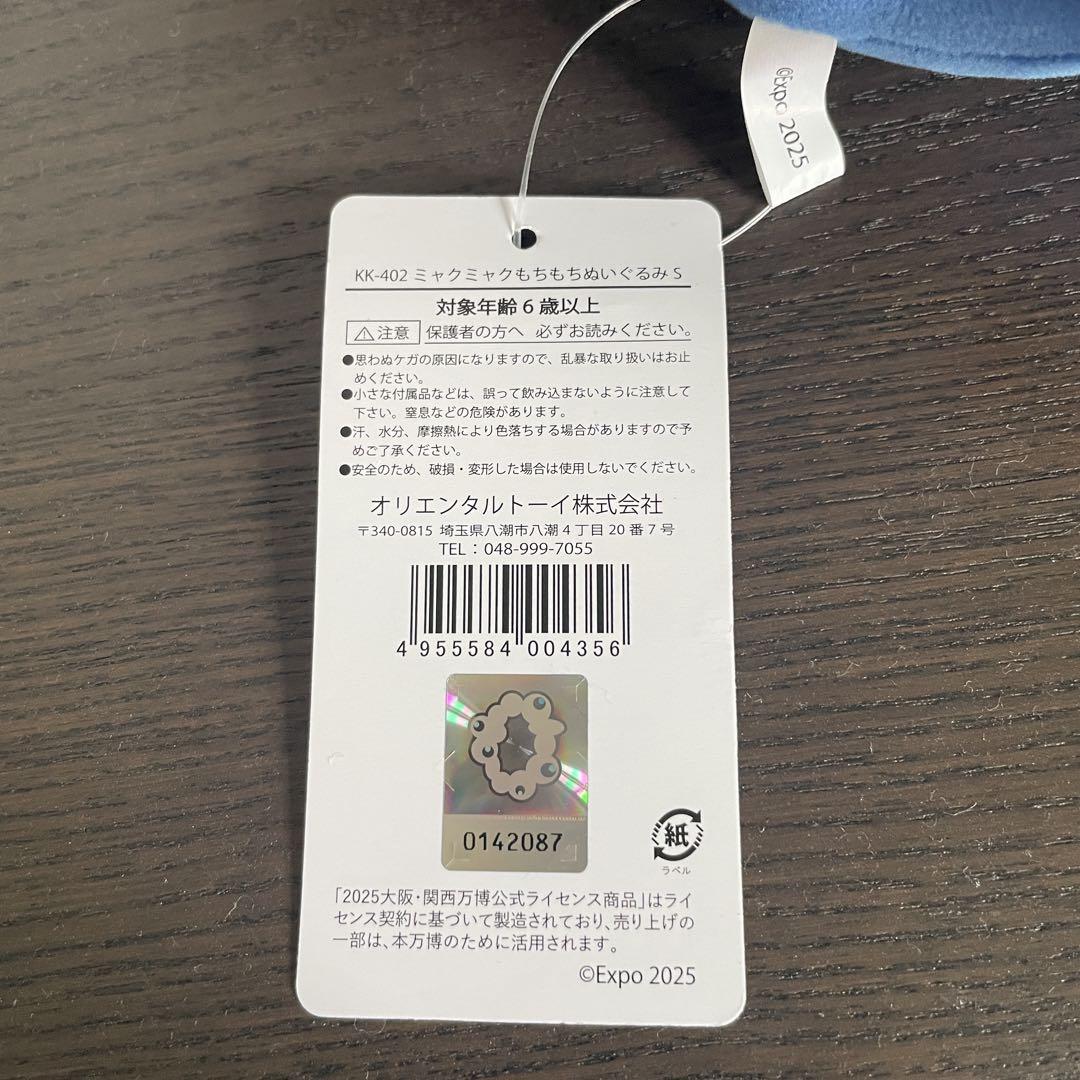 ©Expo 2025
KK-402 ミャクミャクもちもちぬいぐるみ S
対象年齢 6 歳以上
⚠注意 保護者の方へ 必ずお読みください。
●思わぬケガの原因になりますので、乱暴な取り扱いはお止
めください。
●小さな付属品などは、誤って飲み込まないように注意して
下さい。窒息などの危険があります。
●汗、水分、摩擦熱により色落ちする場合がありますので予
めご了承ください。
●安全のため、破損・変形した場合は使用しないでください。
オリエンタルトーイ株式会社
〒340-0815 埼玉県八潮市八潮 4 丁目 20 番 7 号
TEL：048-999-7055
4 955584 004356
0142087
紙
ラベル
「2025大阪・関西万博公式ライセンス商品」はライ
センス契約に基づいて製造されており、売り上げの
一部は、本万博のために活用されます。
©Expo 2025